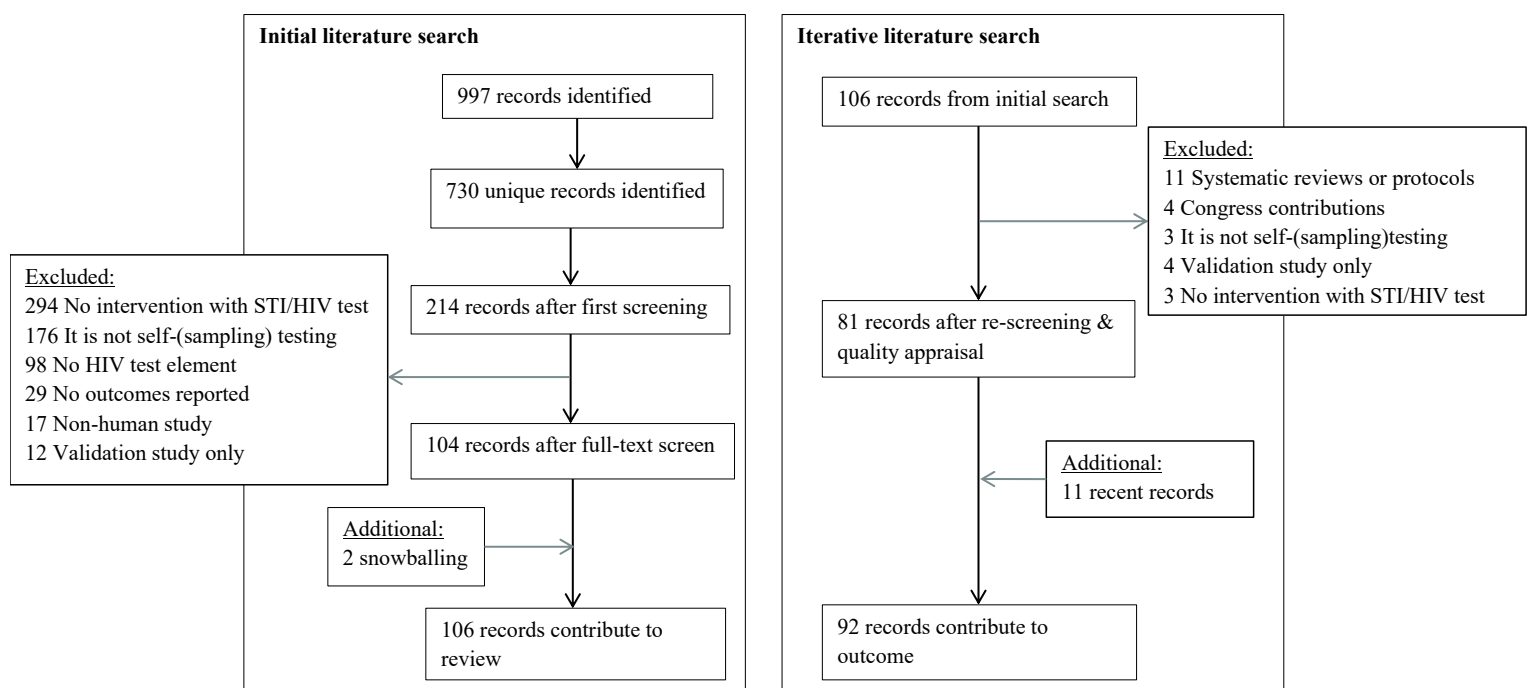 Initial literature search
997 records identified
730 unique records identified
214 records after first screening
Excluded:
294 No intervention with STI/HIV test
176 It is not self-(sampling) testing
98 No HIV test element
29 No outcomes reported
17 Non-human study
12 Validation study only
104 records after full-text screen
Additional:
2 snowballing
106 records contribute to
review
Iterative literature search
106 records from initial search
Excluded:
11 Systematic reviews or protocols
4 Congress contributions
3 It is not self-(sampling)testing
4 Validation study only
3 No intervention with STI/HIV test
81 records after re-screening &
quality appraisal
Additional:
11 recent records
92 records contribute to
outcome